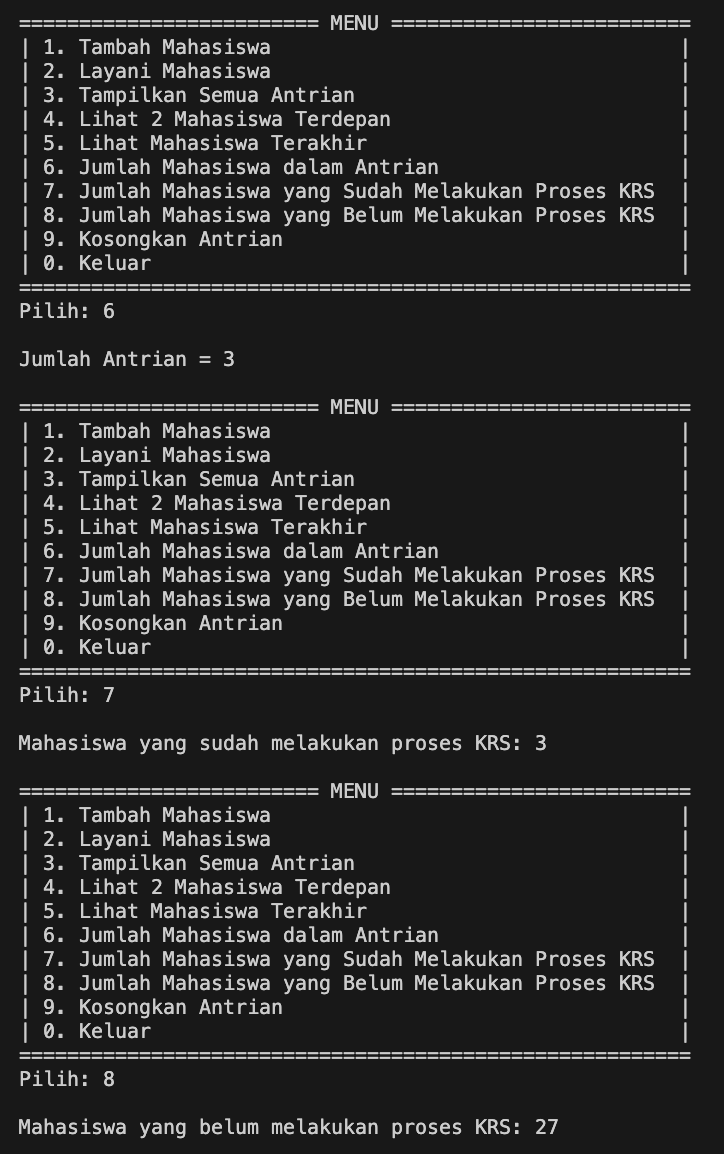 ========================= MENU =========================
| 1. Tambah Mahasiswa                                  |
| 2. Layani Mahasiswa                                  |
| 3. Tampilkan Semua Antrian                           |
| 4. Lihat 2 Mahasiswa Terdepan                        |
| 5. Lihat Mahasiswa Terakhir                          |
| 6. Jumlah Mahasiswa dalam Antrian                    |
| 7. Jumlah Mahasiswa yang Sudah Melakukan Proses KRS  |
| 8. Jumlah Mahasiswa yang Belum Melakukan Proses KRS  |
| 9. Kosongkan Antrian                                 |
| 0. Keluar                                            |
========================================================
Pilih: 6

Jumlah Antrian = 3

========================= MENU =========================
| 1. Tambah Mahasiswa                                  |
| 2. Layani Mahasiswa                                  |
| 3. Tampilkan Semua Antrian                           |
| 4. Lihat 2 Mahasiswa Terdepan                        |
| 5. Lihat Mahasiswa Terakhir                          |
| 6. Jumlah Mahasiswa dalam Antrian                    |
| 7. Jumlah Mahasiswa yang Sudah Melakukan Proses KRS  |
| 8. Jumlah Mahasiswa yang Belum Melakukan Proses KRS  |
| 9. Kosongkan Antrian                                 |
| 0. Keluar                                            |
========================================================
Pilih: 7

Mahasiswa yang sudah melakukan proses KRS: 3

========================= MENU =========================
| 1. Tambah Mahasiswa                                  |
| 2. Layani Mahasiswa                                  |
| 3. Tampilkan Semua Antrian                           |
| 4. Lihat 2 Mahasiswa Terdepan                        |
| 5. Lihat Mahasiswa Terakhir                          |
| 6. Jumlah Mahasiswa dalam Antrian                    |
| 7. Jumlah Mahasiswa yang Sudah Melakukan Proses KRS  |
| 8. Jumlah Mahasiswa yang Belum Melakukan Proses KRS  |
| 9. Kosongkan Antrian                                 |
| 0. Keluar                                            |
========================================================
Pilih: 8

Mahasiswa yang belum melakukan proses KRS: 27